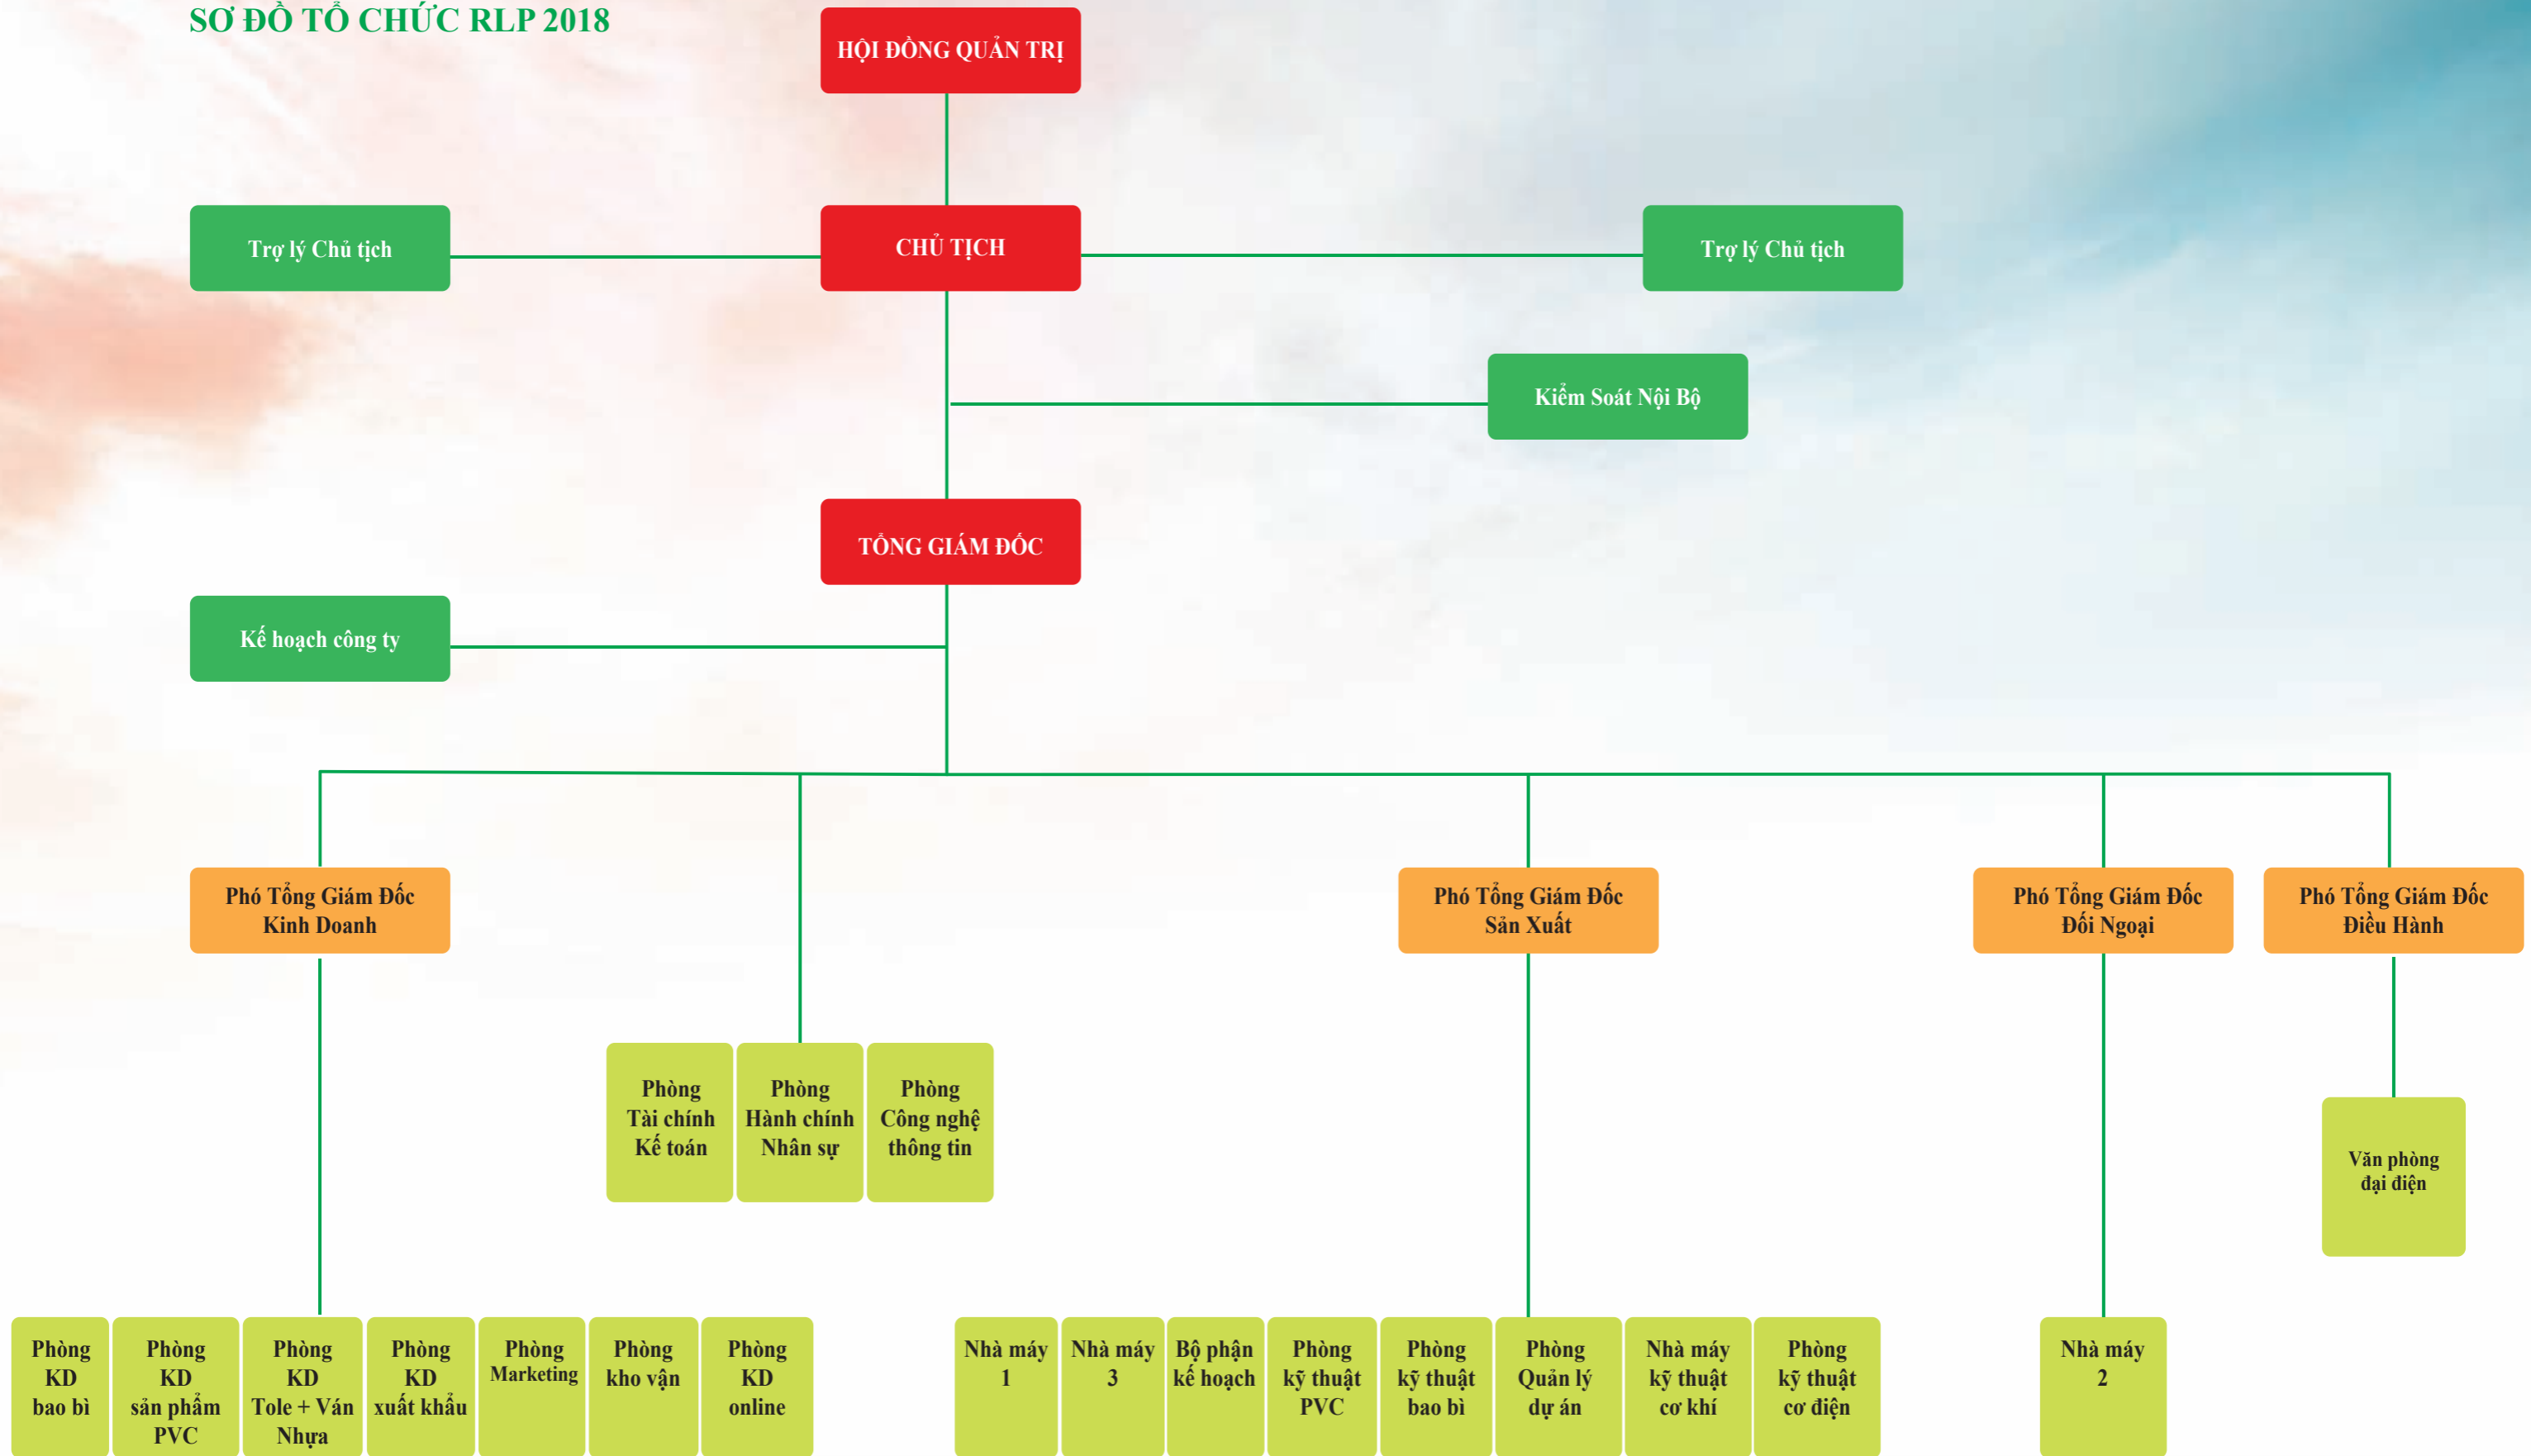 SƠ ĐỒ TỔ CHỨC RLP 2018
HỘI ĐỒNG QUẢN TRỊ
Trợ lý Chủ tịch
CHỦ TỊCH
Trợ lý Chủ tịch
Kiểm Soát Nội Bộ
TỔNG GIÁM ĐỐC
Kế hoạch công ty
Phó Tổng Giám Đốc
Kinh Doanh
Phó Tổng Giám Đốc
Sản Xuất
Phó Tổng Giám Đốc
Đối Ngoại
Phó Tổng Giám Đốc
Điều Hành
Phòng
Tài chính
Kế toán
Phòng
Hành chính
Nhân sự
Phòng
Công nghệ
thông tin
Văn phòng
đại diện
Phòng
KD
bao bì
Phòng
KD
sản phẩm
PVC
Phòng
KD
Tole + Ván
Nhựa
Phòng
KD
xuất khẩu
Phòng
Marketing
Phòng
kho vận
Phòng
KD
online
Nhà máy
1
Nhà máy
3
Bộ phận
kế hoạch
Phòng
kỹ thuật
PVC
Phòng
kỹ thuật
bao bì
Phòng
Quản lý
dự án
Nhà máy
kỹ thuật
cơ khí
Phòng
kỹ thuật
cơ điện
Nhà máy
2